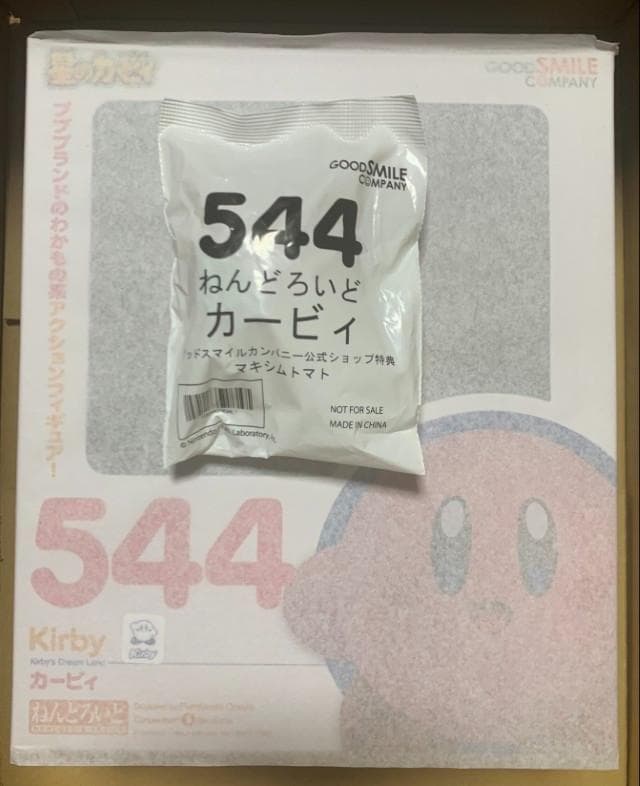 星のカービィ
GOOD SMILE
COMPANY
ププブランドのわかもの系アクションフィギュア!
GOOD SMILE
COMPANY
544
ねんどろいど
カービィ
ッドスマイルカンパニー公式ショップ特典
マキシムトマト
NOT FOR SALE
MADE IN CHINA
© Nintendo Laboratory,
544
Kirby
Kirby's Dream Land
Kirby
カービィ
ねんどろいど